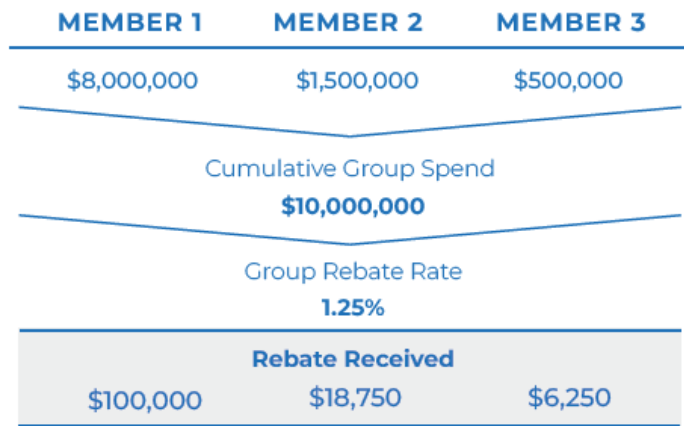 MEMBER 1 MEMBER 2 MEMBER 3
$8,000,000 $1,500,000 $500,000
Cumulative Group Spend
$10,000,000
Group Rebate Rate
1.25%
Rebate Received
$100,000 $18,750 $6,250